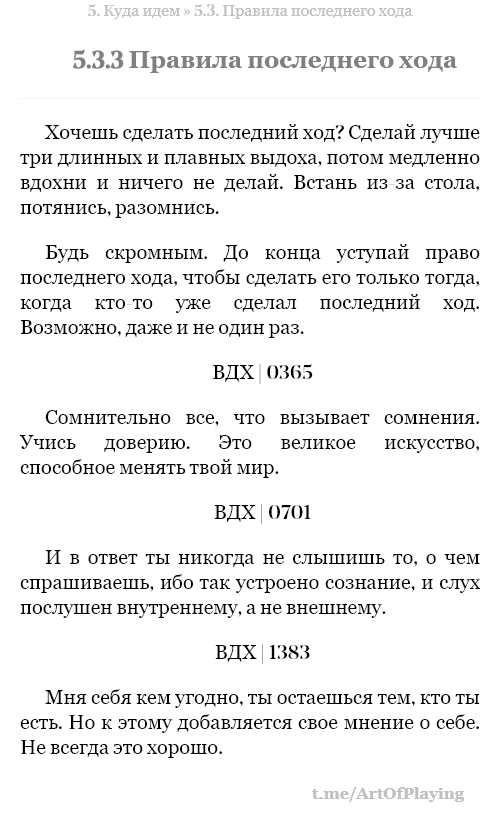 5. Куда идем » 5.3. Правила последнего хода
5.3.3 Правила последнего хода
Хочешь сделать последний ход? Сделай лучше
три длинных и плавных выдоха, потом медленно
вдохни и ничего не делай. Встань из-за стола,
потянись, разомнись.
Будь скромным. До конца уступай право
последнего хода, чтобы сделать его только тогда,
когда кто-то уже сделал последний ход.
Возможно, даже и не один раз.
ВДХ | 0365
Сомнительно все, что вызывает сомнения.
Учись доверию. Это великое искусство,
способное менять твой мир.
ВДХ | 0701
И в ответ ты никогда не слышишь то, о чем
спрашиваешь, ибо так устроено сознание, и слух
послушен внутреннему, а не внешнему.
ВДХ | 1383
Мня себя кем угодно, ты остаешься тем, кто ты
есть. Но к этому добавляется свое мнение о себе.
Не всегда это хорошо.
t.me/ArtOfPlaying